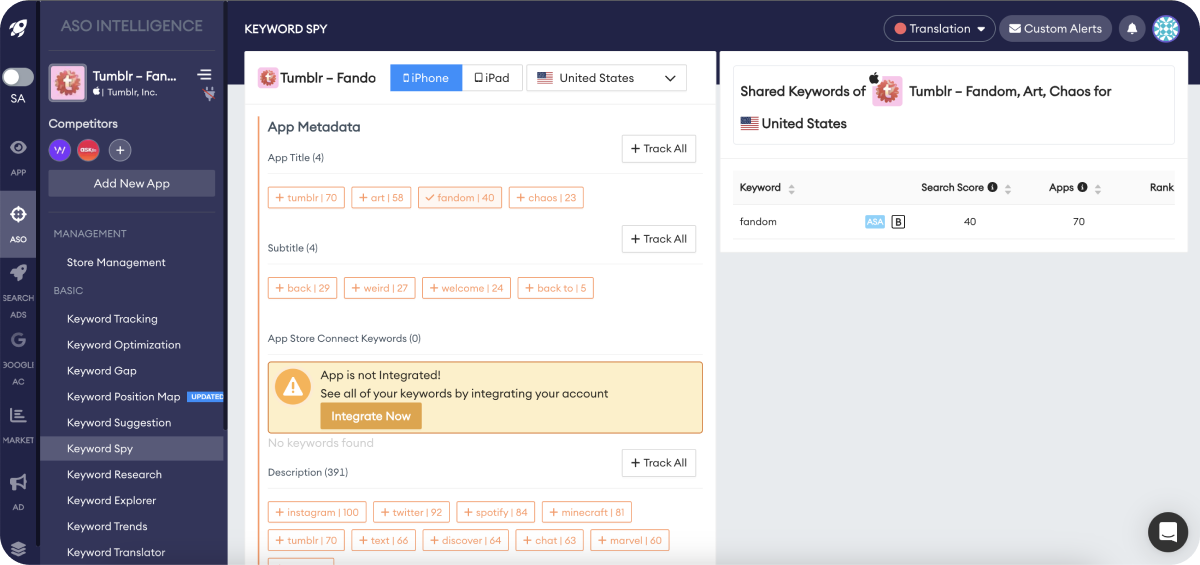 ASO INTELLIGENCE
KEYWORD SPY
Translation
Custom Alerts
SA
APP
ASO
SEARCH
ADS
GOOGLI
AC
MARKET
AD
Tumblr – Fan...
| Tumblr, Inc.
Competitors
W
+
Add New App
MANAGEMENT
Store Management
BASIC
Keyword Tracking
Keyword Optimization
Keyword Gap
Keyword Position Map UPDATED
Keyword Suggestion
Keyword Spy
Keyword Research
Keyword Explorer
Keyword Trends
Keyword Translator
Tumblr – Fando
iPhone
iPad
United States
App Metadata
App Title (4)
+ Track All
+ tumblr | 70
+ art | 58
✓ fandom | 40
+ chaos | 23
Subtitle (4)
+ Track All
+ back | 29
+ weird | 27
+ welcome | 24
+ back to | 5
App Store Connect Keywords (0)
App is not Integrated!
See all of your keywords by integrating your account
Integrate Now
No keywords found
Description (391)
+ Track All
+ instagram | 100
+ twitter | 92
+ spotify | 84
+ minecraft | 81
+ tumblr | 70
+ text | 66
+ discover | 64
+ chat | 63
+ marvel | 60
Shared Keywords of Tumblr – Fandom, Art, Chaos for
United States
Keyword Search Score Apps Rank
fandom ASA B 40 70